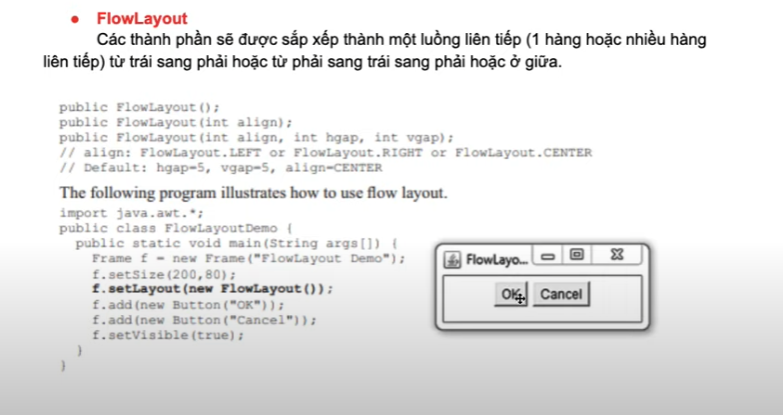 • FlowLayout
Các thành phần sẽ được sắp xếp thành một luồng liên tiếp (1 hàng hoặc nhiều hàng
liên tiếp) từ trái sang phải hoặc từ phải sang trái sang phải hoặc ở giữa.
public FlowLayout();
public FlowLayout(int align);
public FlowLayout(int align, int hgap, int vgap);
// align: FlowLayout.LEFT or FlowLayout.RIGHT or FlowLayout.CENTER
// Default: hgap=5, vgap=5, align=CENTER
The following program illustrates how to use flow layout.
import java.awt.*;
public class FlowLayoutDemo {
public static void main(String args[]) {
Frame f = new Frame("FlowLayout Demo");
f.setSize(200,80);
f.setLayout(new FlowLayout());
f.add(new Button("OK"));
f.add(new Button("Cancel"));
f.setVisible(true);
}
}
FlowLayo...
OK Cancel